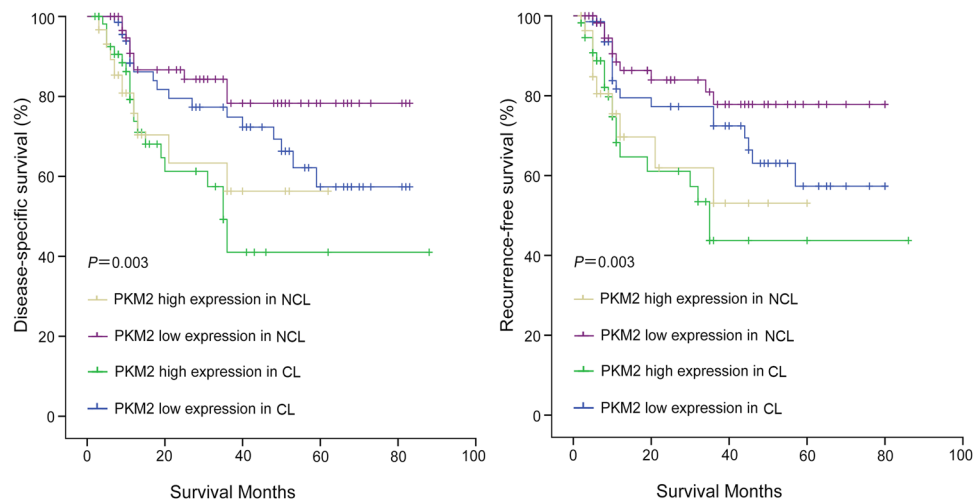 Disease-specific survival (%)
100
80
60
40
20
0
P=0.003
PKM2 high expression in NCL
PKM2 low expression in NCL
PKM2 high expression in CL
PKM2 low expression in CL
0 20 40 60 80 100
Survival Months
Recurrence-free survival (%)
100
80
60
40
20
0
P=0.003
PKM2 high expression in NCL
PKM2 low expression in NCL
PKM2 high expression in CL
PKM2 low expression in CL
0 20 40 60 80 100
Survival Months